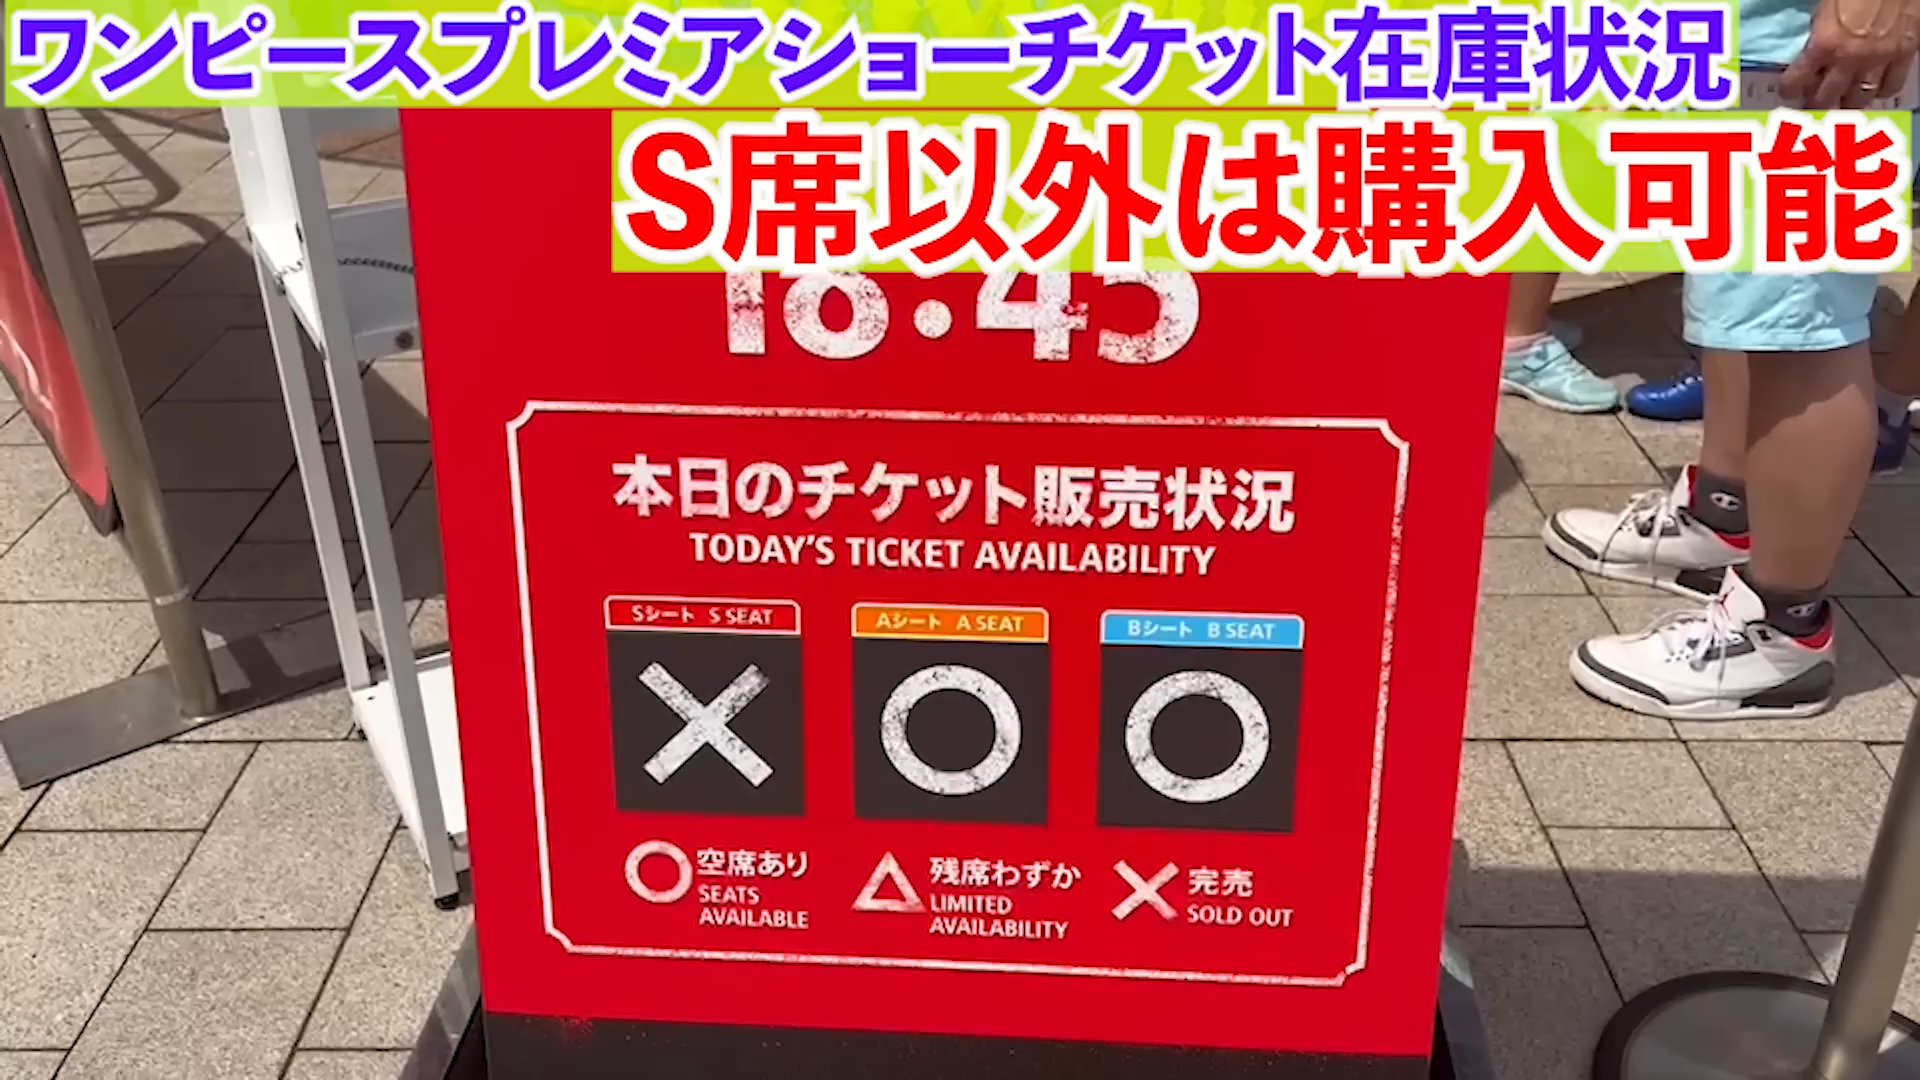 ワンピースプレミアショーチケット在庫状況
S席以外は購入可能
18:45
本日のチケット販売状況
TODAY'S TICKET AVAILABILITY
Sシート S SEAT
Aシート A SEAT
Bシート B SEAT
空席あり
SEATS
AVAILABLE
残席わずか
LIMITED
AVAILABILITY
完売
SOLD OUT